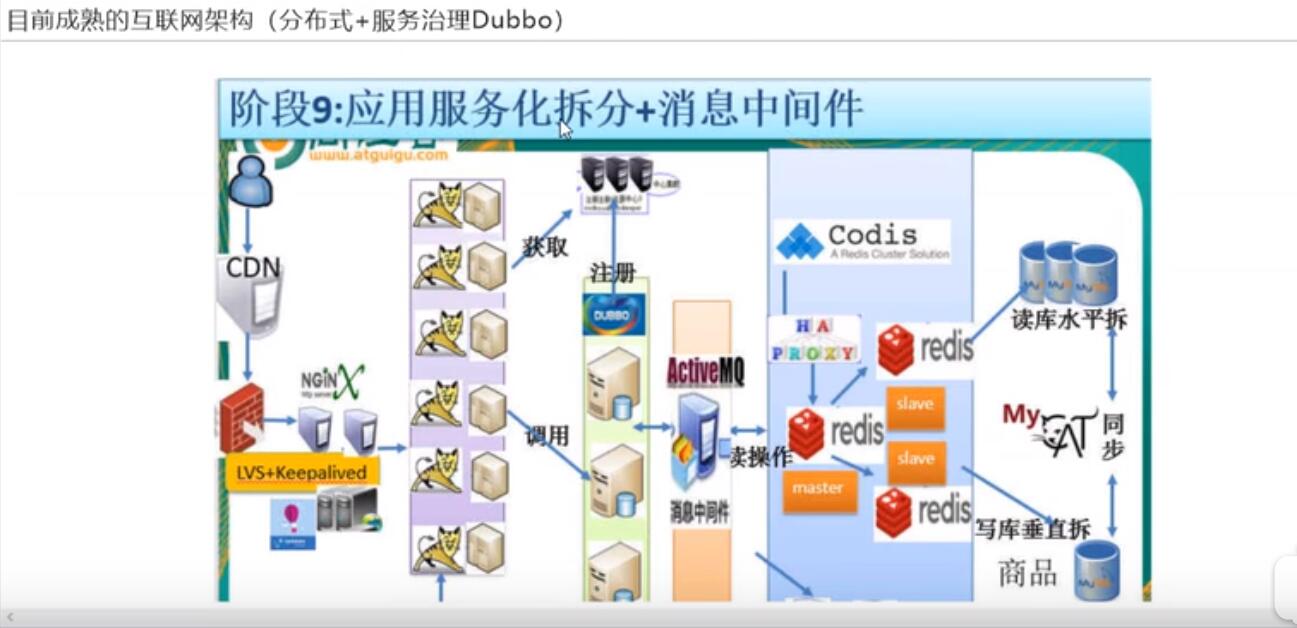 目前成熟的互联网架构（分布式+服务治理Dubbo）
阶段9:应用服务化拆分+消息中间件
www.atguigu.com
CDN
NGiNX
LVS+Keepalived
获取
注册
DUBBO
调用
ActiveMQ
消息中间件
读操作
Codis
A Redis Cluster Solution
HA
PROXY
redis
redis
redis
slave
slave
master
读库水平拆
MyCAT
同步
写库垂直拆
商品